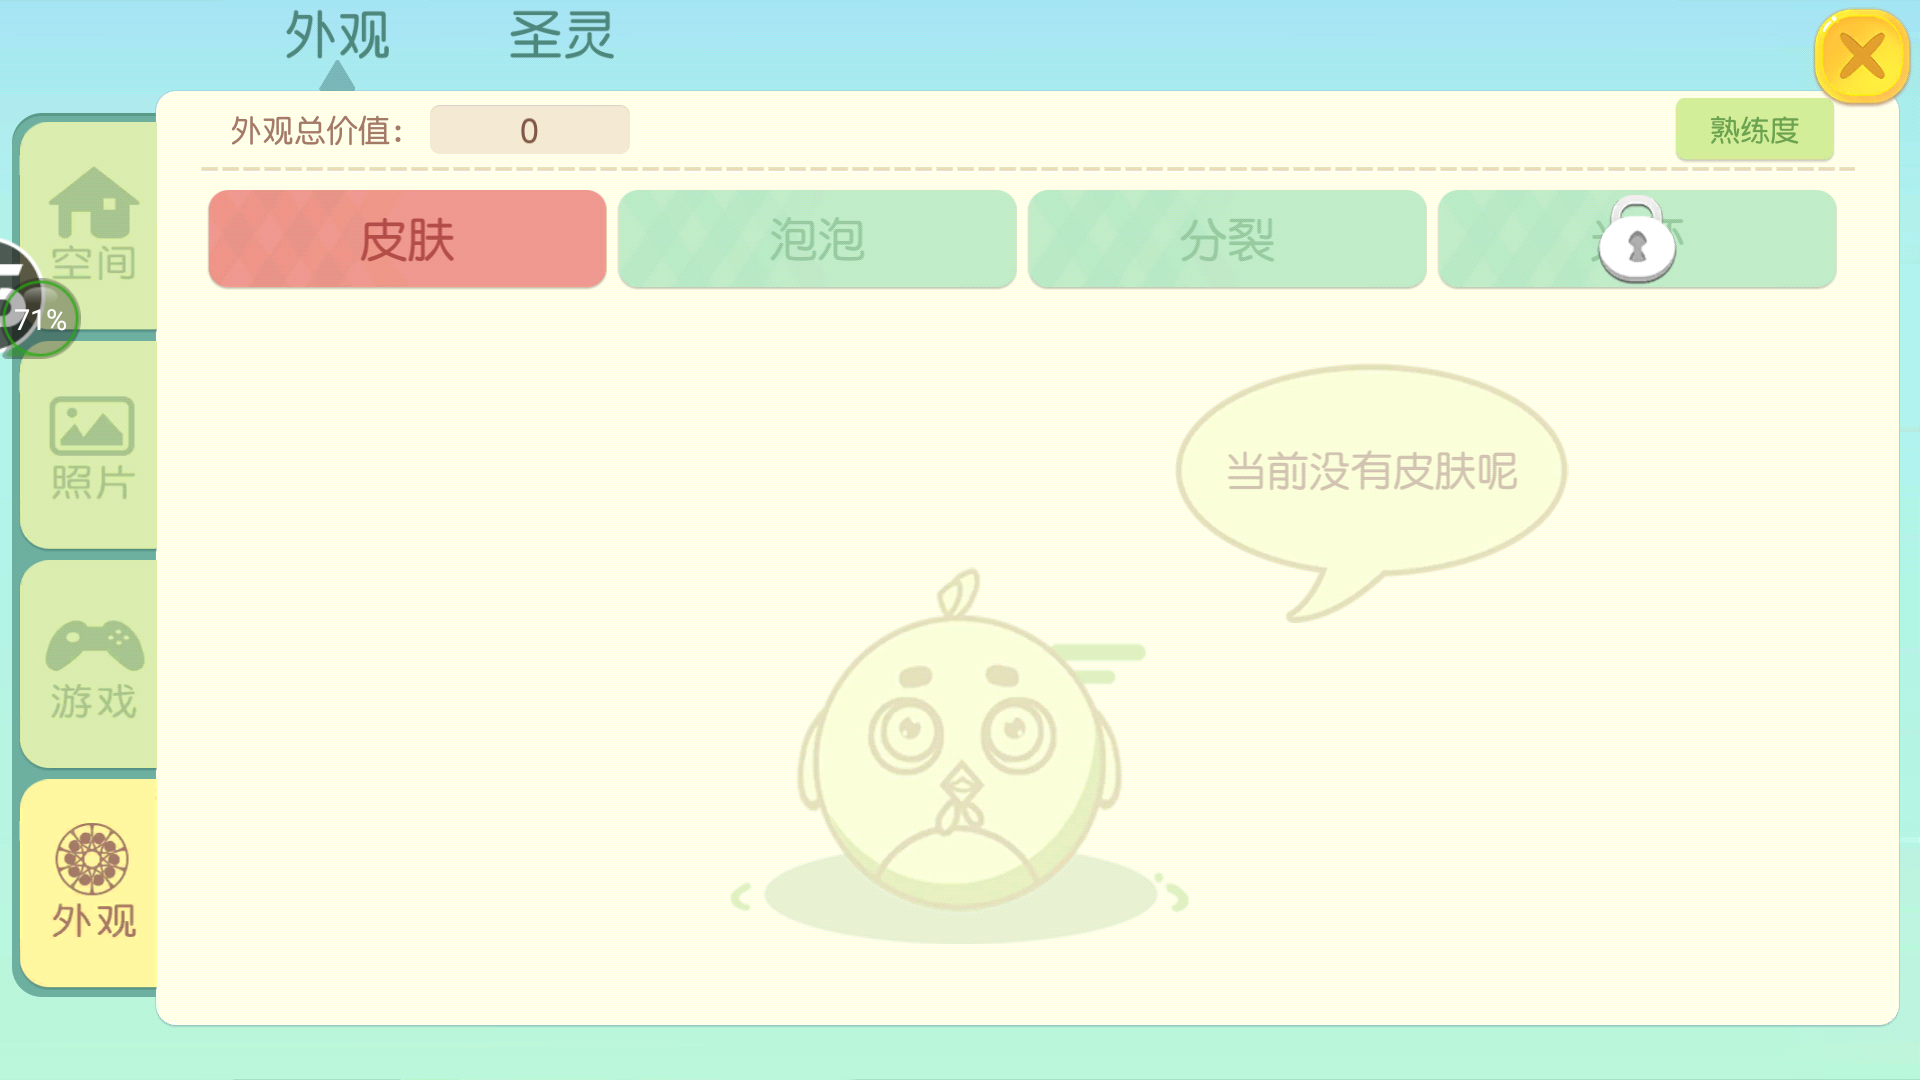 外观 圣灵
外观总价值: 0
熟练度
皮肤 泡泡 分裂
空间
71%
照片
当前没有皮肤呢
游戏
外观